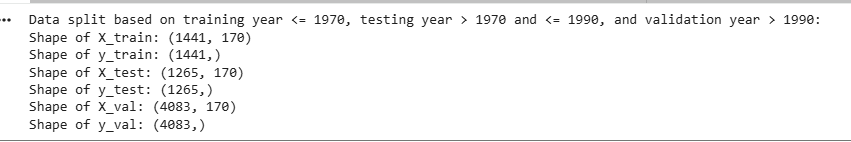 ••• Data split based on training year <= 1970, testing year > 1970 and <= 1990, and validation year > 1990:
Shape of X_train: (1441, 170)
Shape of y_train: (1441,)
Shape of X_test: (1265, 170)
Shape of y_test: (1265,)
Shape of X_val: (4083, 170)
Shape of y_val: (4083,)